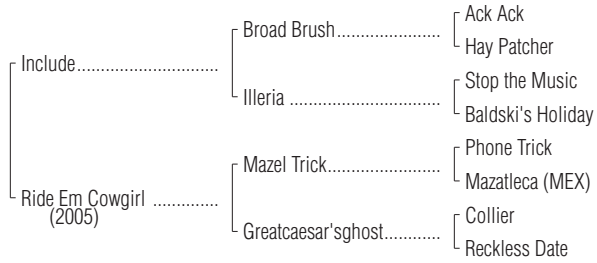 Ack Ack
Broad Brush
Hay Patcher
Include
Stop the Music
Illeria
Baldski's Holiday
Phone Trick
Mazel Trick
Mazatleca (MEX)
Ride Em Cowgirl
(2005)
Collier
Greatcaesar'sghost
Reckless Date